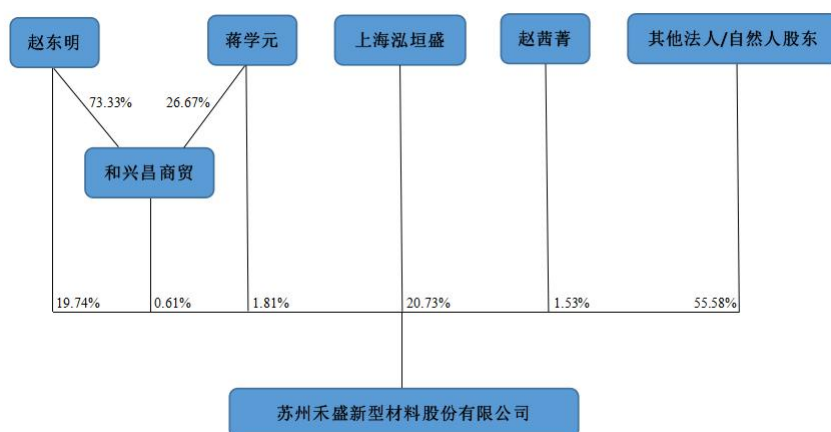 赵东明
蒋学元
上海泓垣盛
赵茜菁
其他法人/自然人股东
73.33%
26.67%
和兴昌商贸
19.74%
0.61%
1.81%
20.73%
1.53%
55.58%
苏州禾盛新型材料股份有限公司